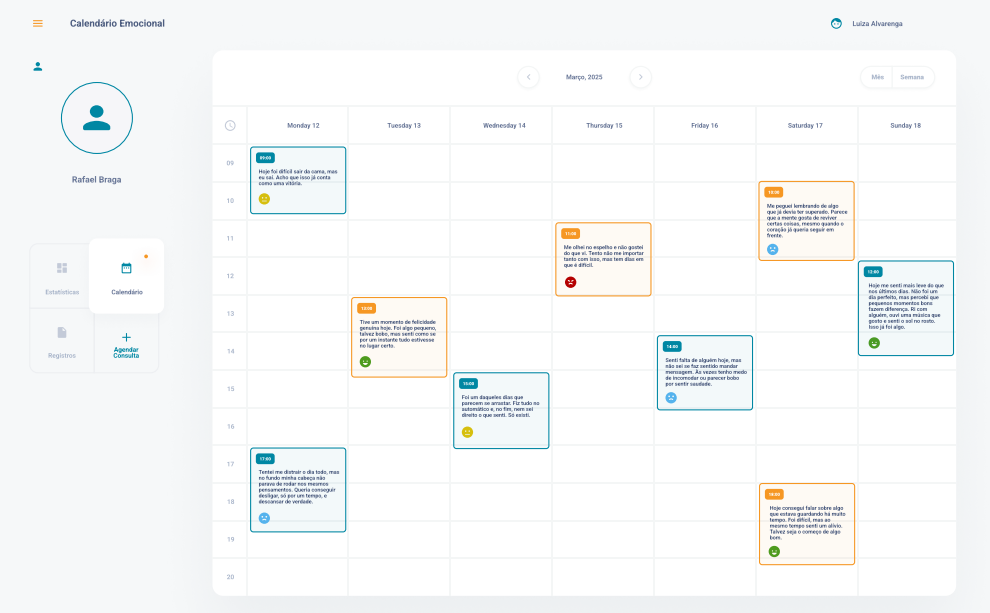 Calendário Emocional
Luiza Alvarenga
Rafael Braga
Estatísticas
Calendário
Registros
Agendar
Consulta
Março, 2025
Mês
Semana
Monday 12
Tuesday 13
Wednesday 14
Thursday 15
Friday 16
Saturday 17
Sunday 18
09
10
11
12
13
14
15
16
17
18
19
20
09:00
Hoje foi difícil sair da cama, mas
eu saí. Acho que isso já conta
como uma vitória.
17:00
Tentei me distrair o dia todo, mas
no fundo minha cabeça não
parava de rodar nos mesmos
pensamentos. Queria conseguir
desligar, só por um tempo, e
descansar de verdade.
13:00
Tive um momento de felicidade
genuína hoje. Foi algo pequeno,
talvez bobo, mas senti como se
por um instante tudo estivesse
no lugar certo.
15:00
Foi um daqueles dias que
parecem se arrastar. Fiz tudo no
automático e, no fim, nem sei
direito o que senti. Só existi.
11:00
Me olhei no espelho e não gostei
do que vi. Tento não me importar
tanto com isso, mas tem dias em
que é difícil.
14:00
Senti falta de alguém hoje, mas
não sei se faz sentido mandar
mensagem. Às vezes tenho medo
de incomodar ou parecer bobo
por sentir saudade.
10:00
Me peguei lembrando de algo
que já devia ter superado. Parece
que a mente gosta de reviver
certas coisas, mesmo quando o
coração já queria seguir em
frente.
18:00
Hoje consegui falar sobre algo
que estava guardando há muito
tempo. Foi difícil, mas ao
mesmo tempo senti um alívio.
Talvez seja o começo de algo
bom.
12:00
Hoje me senti mais leve do que
nos últimos dias. Não foi um
dia perfeito, mas percebi que
pequenos momentos bons
fazem diferença. Ri com
alguém, ouvi uma música que
gosto e senti o sol no rosto.
Isso já foi algo.